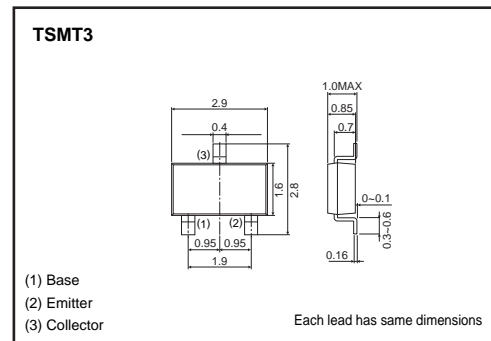 TSMT3
1.0MAX
2.9
0.85
0.4
0.7
(3)
1.6
2.8
0~0.1
(1)
(2)
0.3~0.6
0.95
0.95
0.16
1.9
(1) Base
(2) Emitter
(3) Collector
Each lead has same dimensions